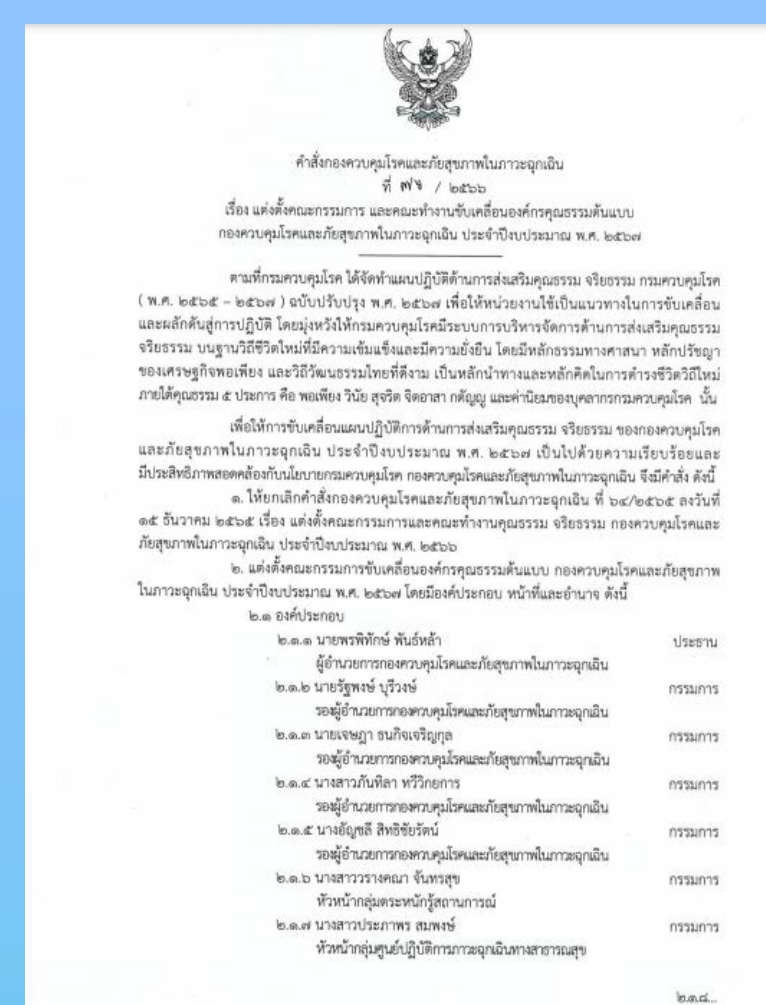 คำสั่งกองควบคุมโรคและภัยสุขภาพในภาวะฉุกเฉิน
ที่ / ๒๕๖๖
เรื่อง แต่งตั้งคณะกรรมการ และคณะทำงานขับเคลื่อนองค์กรคุณธรรมต้นแบบ
กองควบคุมโรคและภัยสุขภาพในภาวะฉุกเฉิน ประจำปีงบประมาณ พ.ศ. ๒๕๖๗
ตามที่กรมควบคุมโรค ได้จัดทำแผนปฏิบัติด้านการส่งเสริมคุณธรรม จริยธรรม กรมควบคุมโรค
( พ.ศ. ๒๕๖๕ – ๒๕๖๗ ) ฉบับปรับปรุง พ.ศ. ๒๕๖๗ เพื่อให้หน่วยงานใช้เป็นแนวทางในการขับเคลื่อน
และผลักดันสู่การปฏิบัติ โดยมุ่งหวังให้กรมควบคุมโรคมีระบบการบริหารจัดการด้านการส่งเสริมคุณธรรม
จริยธรรม บนฐานวิถีชีวิตใหม่ที่มีความเข้มแข็งและมีความยั่งยืน โดยมีหลักธรรมทางศาสนา หลักปรัชญา
ของเศรษฐกิจพอเพียง และวิถีวัฒนธรรมไทยที่ดีงาม เป็นหลักนำทางและหลักคิดในการดำรงชีวิตวิถีใหม่
ภายใต้คุณธรรม ๕ ประการ คือ พอเพียง วินัย สุจริต จิตอาสา กตัญญู และค่านิยมของบุคลากรกรมควบคุมโรค นั้น
เพื่อให้การขับเคลื่อนแผนปฏิบัติการด้านการส่งเสริมคุณธรรม จริยธรรม ของกองควบคุมโรค
และภัยสุขภาพในภาวะฉุกเฉิน ประจำปีงบประมาณ พ.ศ. ๒๕๖๗ เป็นไปด้วยความเรียบร้อยและ
มีประสิทธิภาพสอดคล้องกับนโยบายกรมควบคุมโรค กองควบคุมโรคและภัยสุขภาพในภาวะฉุกเฉิน จึงมีคำสั่ง ดังนี้
๑. ให้ยกเลิกคำสั่งกองควบคุมโรคและภัยสุขภาพในภาวะฉุกเฉิน ที่ ๖๔/๒๕๖๕ ลงวันที่
๑๕ ธันวาคม ๒๕๖๕ เรื่อง แต่งตั้งคณะกรรมการและคณะทำงานคุณธรรม จริยธรรม กองควบคุมโรคและ
ภัยสุขภาพในภาวะฉุกเฉิน ประจำปีงบประมาณ พ.ศ. ๒๕๖๖
๒. แต่งตั้งคณะกรรมการขับเคลื่อนองค์กรคุณธรรมต้นแบบ กองควบคุมโรคและภัยสุขภาพ
ในภาวะฉุกเฉิน ประจำปีงบประมาณ พ.ศ. ๒๕๖๗ โดยมีองค์ประกอบ หน้าที่และอำนาจ ดังนี้
๒.๑ องค์ประกอบ
๒.๑.๑ นายพรพิทักษ์ พันธ์หล้า ประธาน
ผู้อำนวยการกองควบคุมโรคและภัยสุขภาพในภาวะฉุกเฉิน
๒.๑.๒ นายรัฐพงษ์ บุรีวงษ์ กรรมการ
รองผู้อำนวยการกองควบคุมโรคและภัยสุขภาพในภาวะฉุกเฉิน
๒.๑.๓ นายเจษฎา ธนกิจเจริญกุล กรรมการ
รองผู้อำนวยการกองควบคุมโรคและภัยสุขภาพในภาวะฉุกเฉิน
๒.๑.๔ นางสาวภันทิลา ทวีวิกยการ กรรมการ
รองผู้อำนวยการกองควบคุมโรคและภัยสุขภาพในภาวะฉุกเฉิน
๒.๑.๕ นางอัญชลี สิทธิชัยรัตน์ กรรมการ
รองผู้อำนวยการกองควบคุมโรคและภัยสุขภาพในภาวะฉุกเฉิน
๒.๑.๖ นางสาววรางคณา จันทรสุข กรรมการ
หัวหน้ากลุ่มตระหนักรู้สถานการณ์
๒.๑.๗ นางสาวประภาพร สมพงษ์ กรรมการ
หัวหน้ากลุ่มศูนย์ปฏิบัติการภาวะฉุกเฉินทางสาธารณสุข
๒.๑.๘...